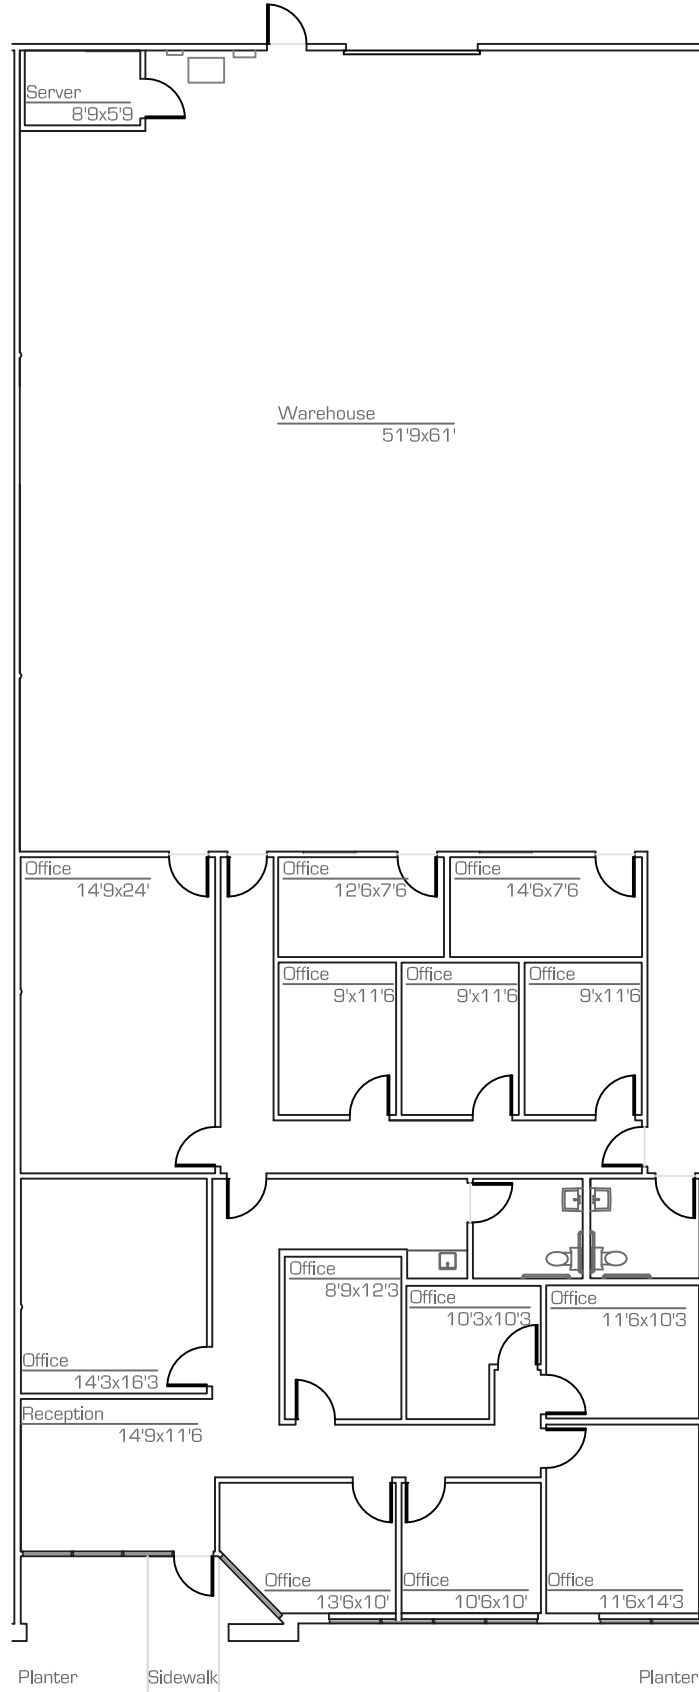 Server
8'9x5'9
Warehouse
51'9x61'
Office
14'9x24'
Office
12'6x7'6
Office
14'6x7'6
Office
9'x11'6
Office
9'x11'6
Office
9'x11'6
Office
8'9x12'3
Office
10'3x10'3
Office
11'6x10'3
Office
14'3x16'3
Reception
14'9x11'6
Office
13'6x10'
Office
10'6x10'
Office
11'6x14'3
Planter
Sidewalk
Planter